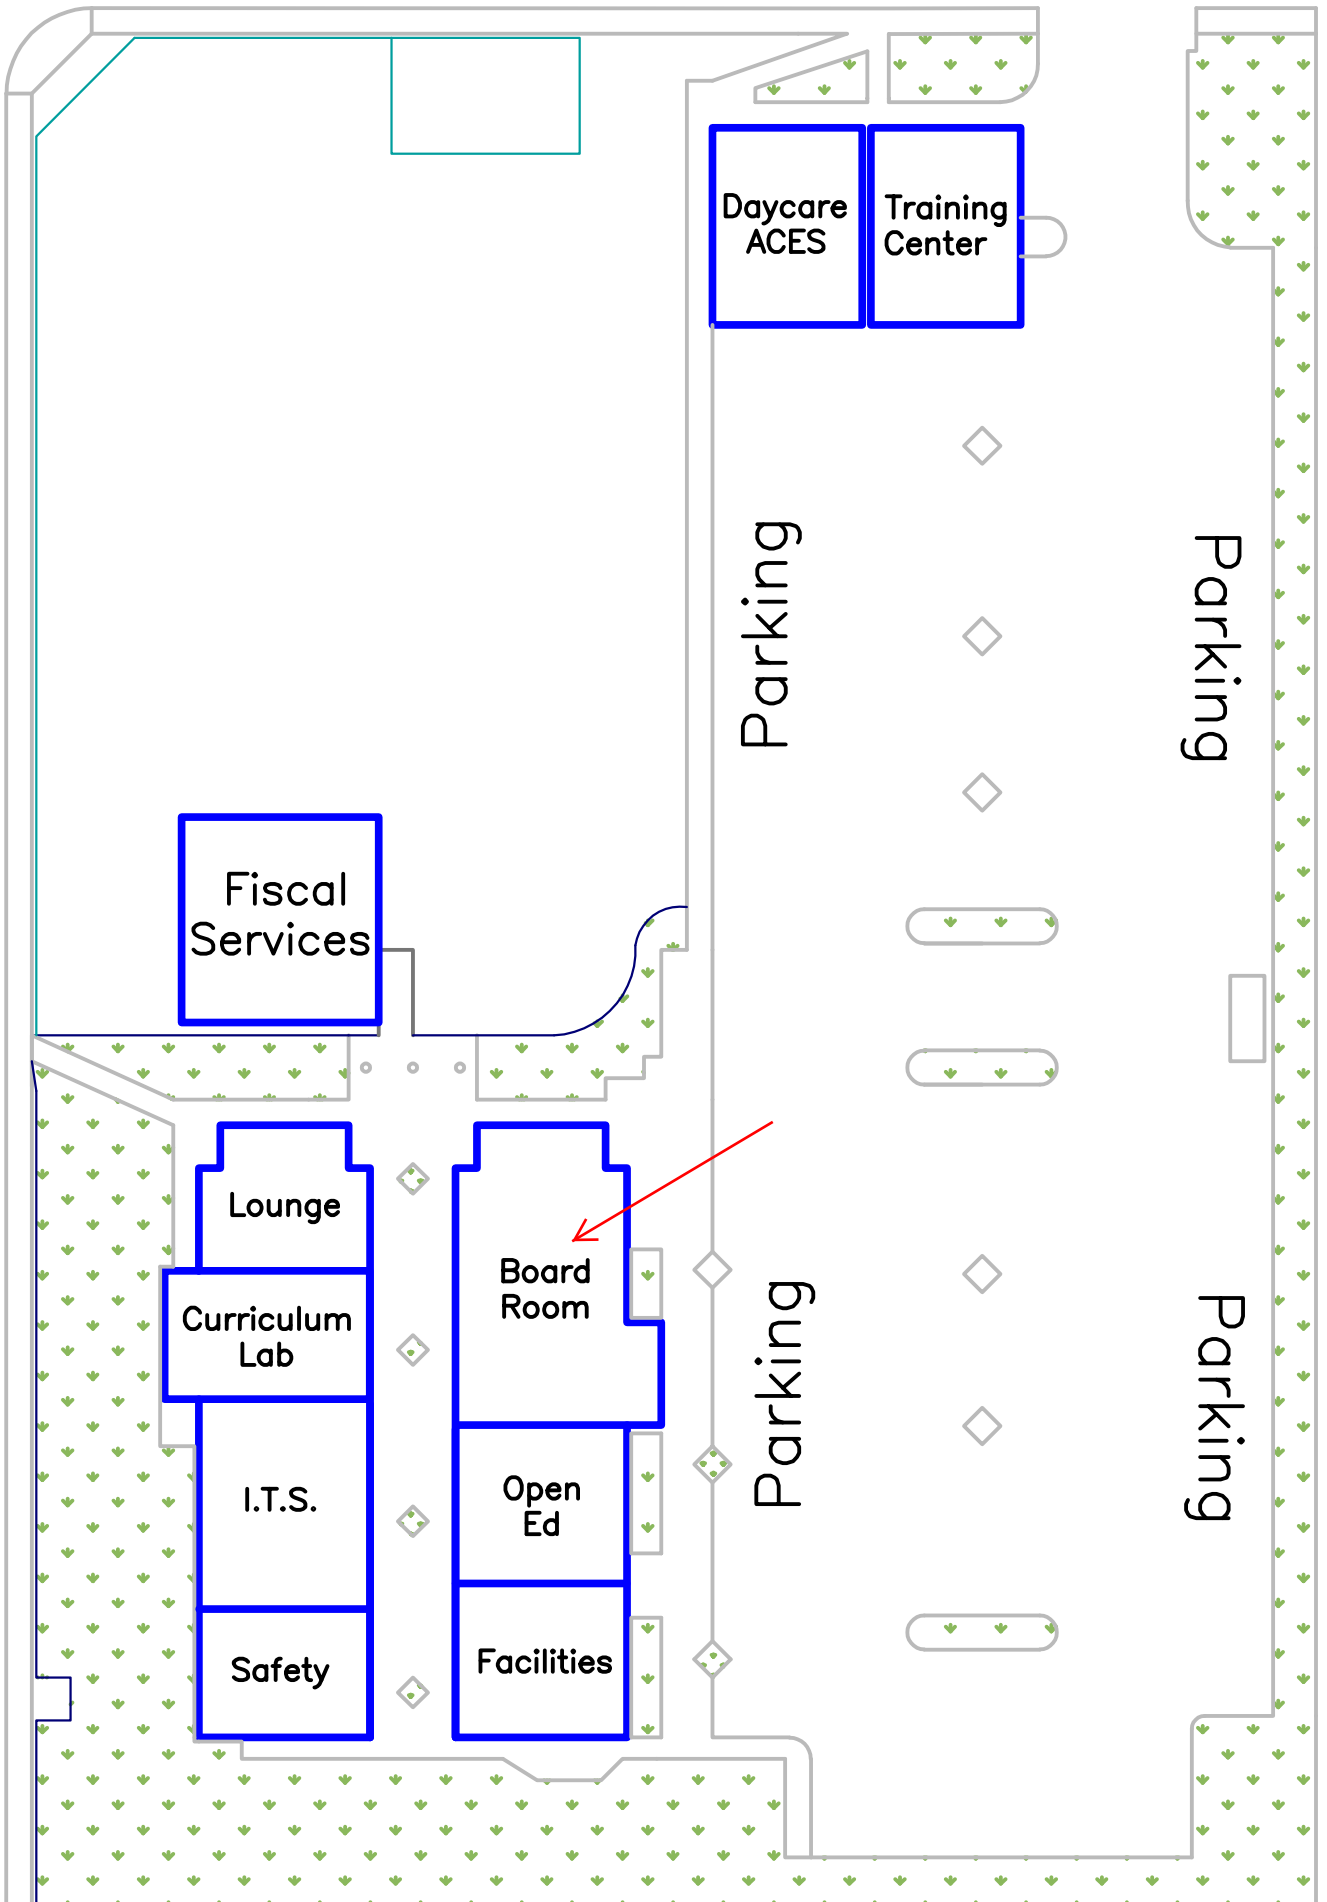 Daycare
ACES
Training
Center
Parking
Parking
Fiscal
Services
Lounge
Board
Room
Curriculum
Lab
Parking
Parking
I.T.S.
Open
Ed
Safety
Facilities